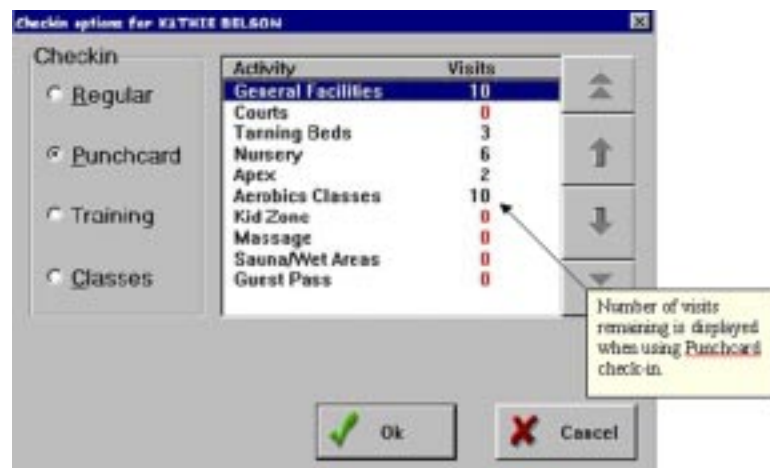 Checkin options for KATHIE BELSON
Checkin
Regular
Punchcard
Training
Classes
Activity Visits
General Facilities 10
Courts 0
Tanning Beds 3
Nursery 6
Apex 2
Aerobics Classes 10
Kid Zone 0
Massage 0
Sauna/Wet Areas 0
Guest Pass 0
Number of visits
remaining is displayed
when using Punchcard
check-in.
Ok
Cancel